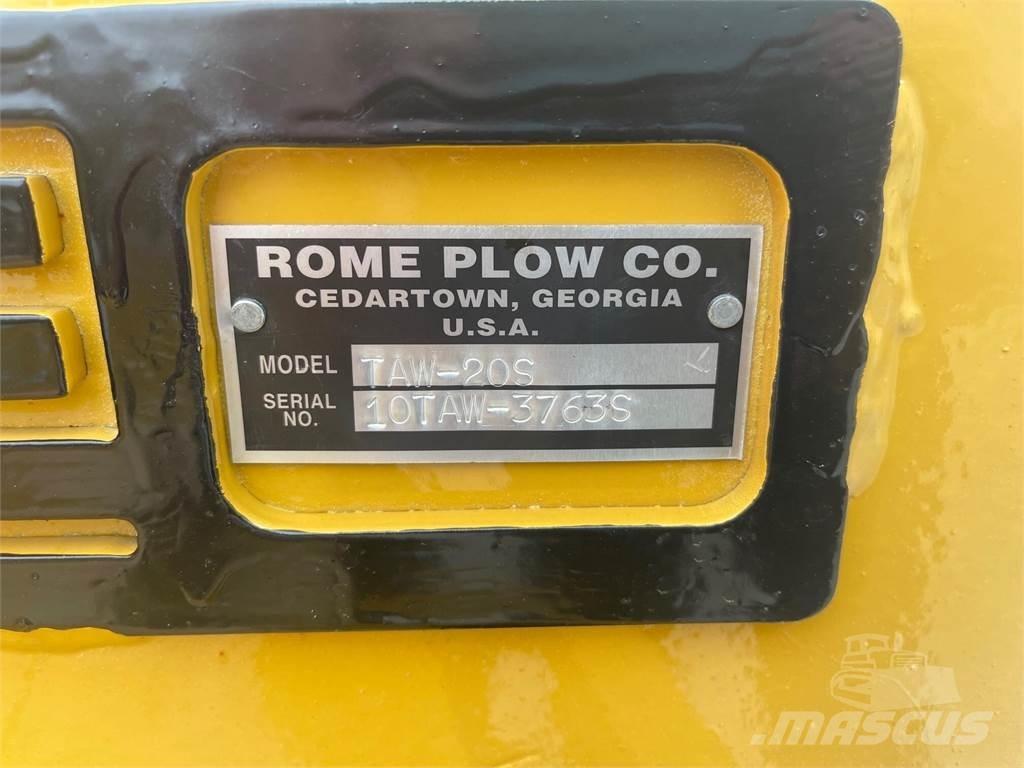 ROME PLOW CO.
CEDARTOWN, GEORGIA
U.S.A.
MODEL TAW-20S
SERIAL NO. 10TAW-3763S
MASCUS